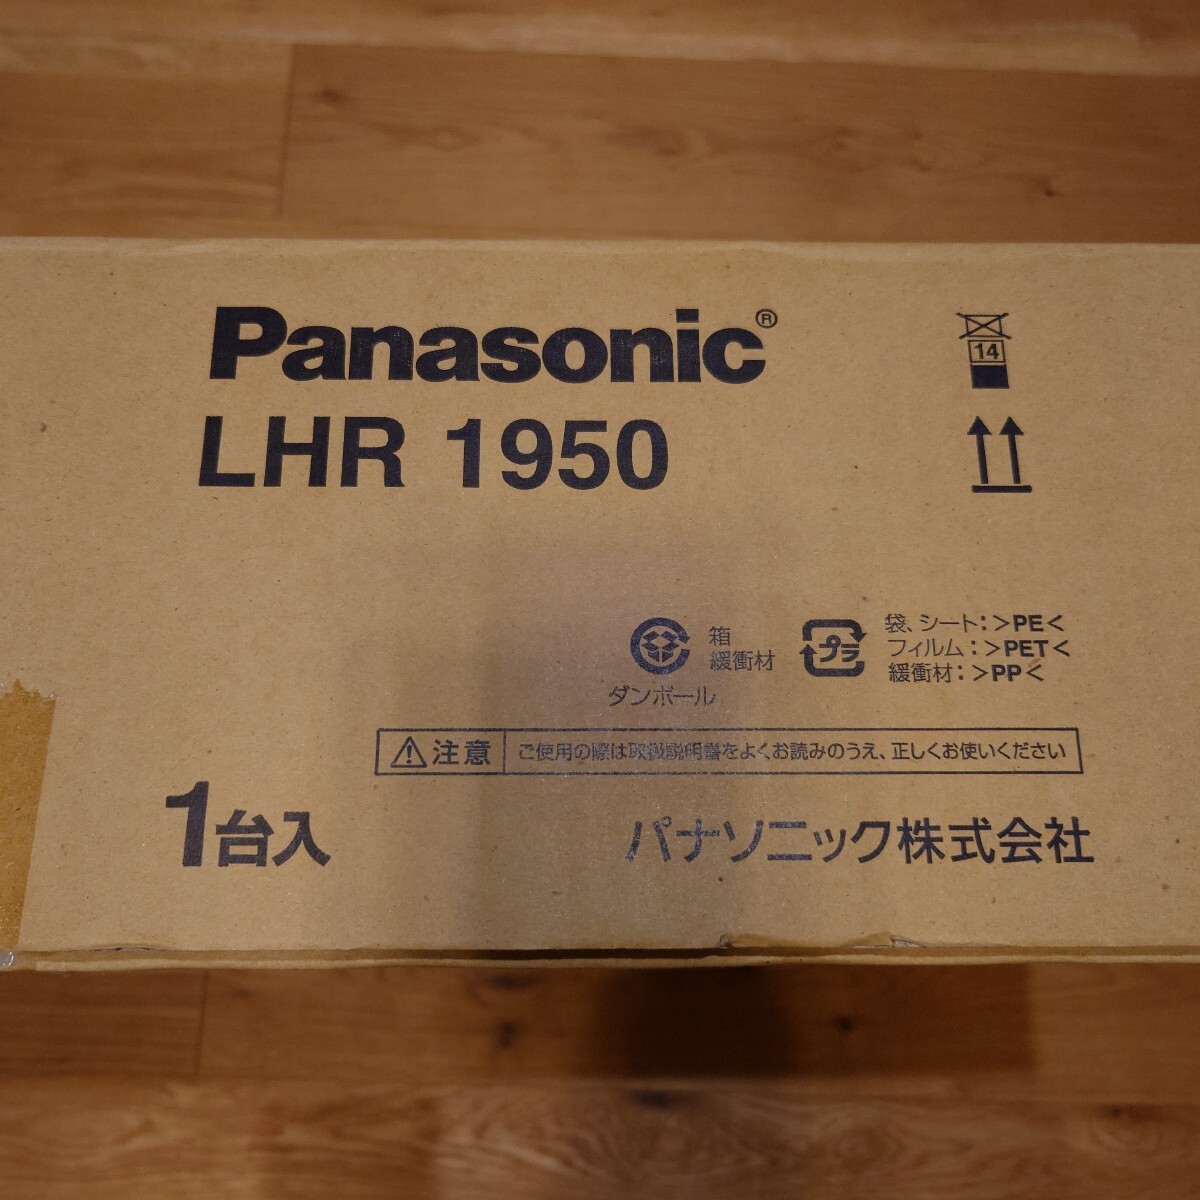 Panasonic®
LHR 1950
14
箱
緩衝材
ダンボール
プラ
袋、シート：>PE<
フィルム：>PET<
緩衝材：>PP<
注意 ご使用の際は取扱説明書をよくお読みのうえ、正しくお使いください
1台入
パナソニック株式会社